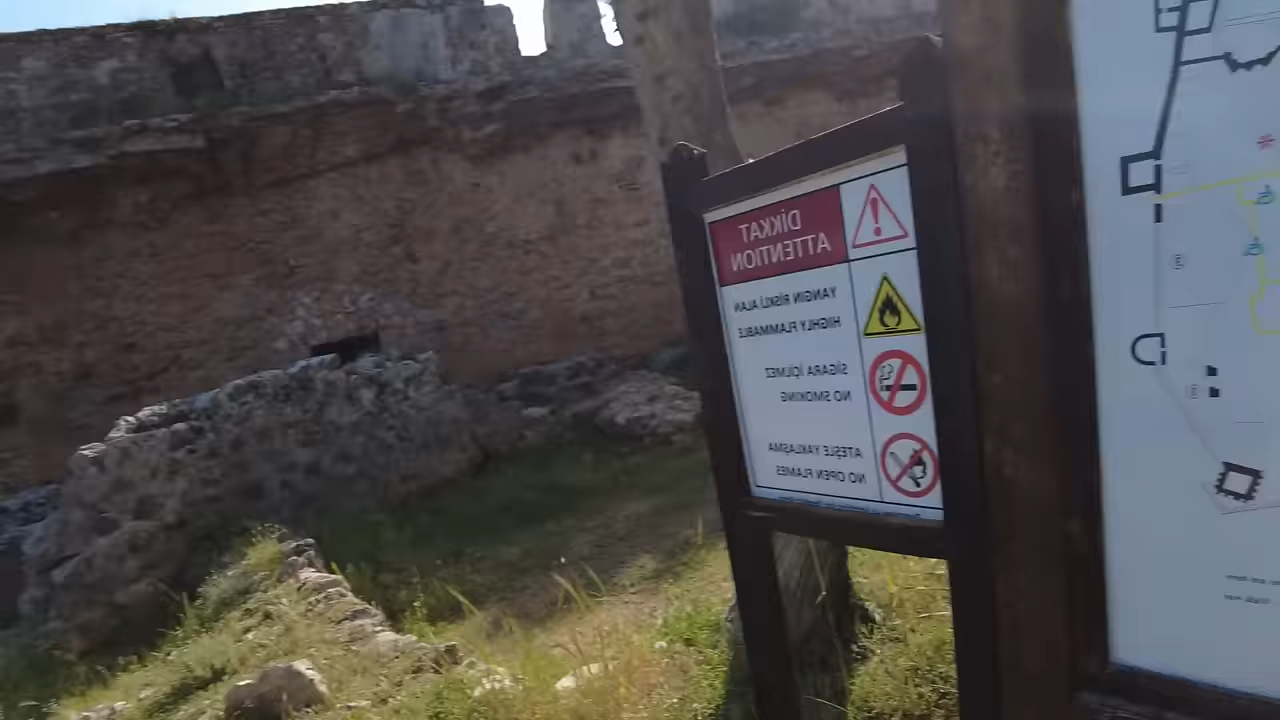 DİKKAT
ATTENTION
YANGIN RİSKLİ ALAN
HIGHLY FLAMMABLE
SİGARA İÇİLMEZ
NO SMOKING
ATEŞLE YAKLAŞMA
NO OPEN FLAMES